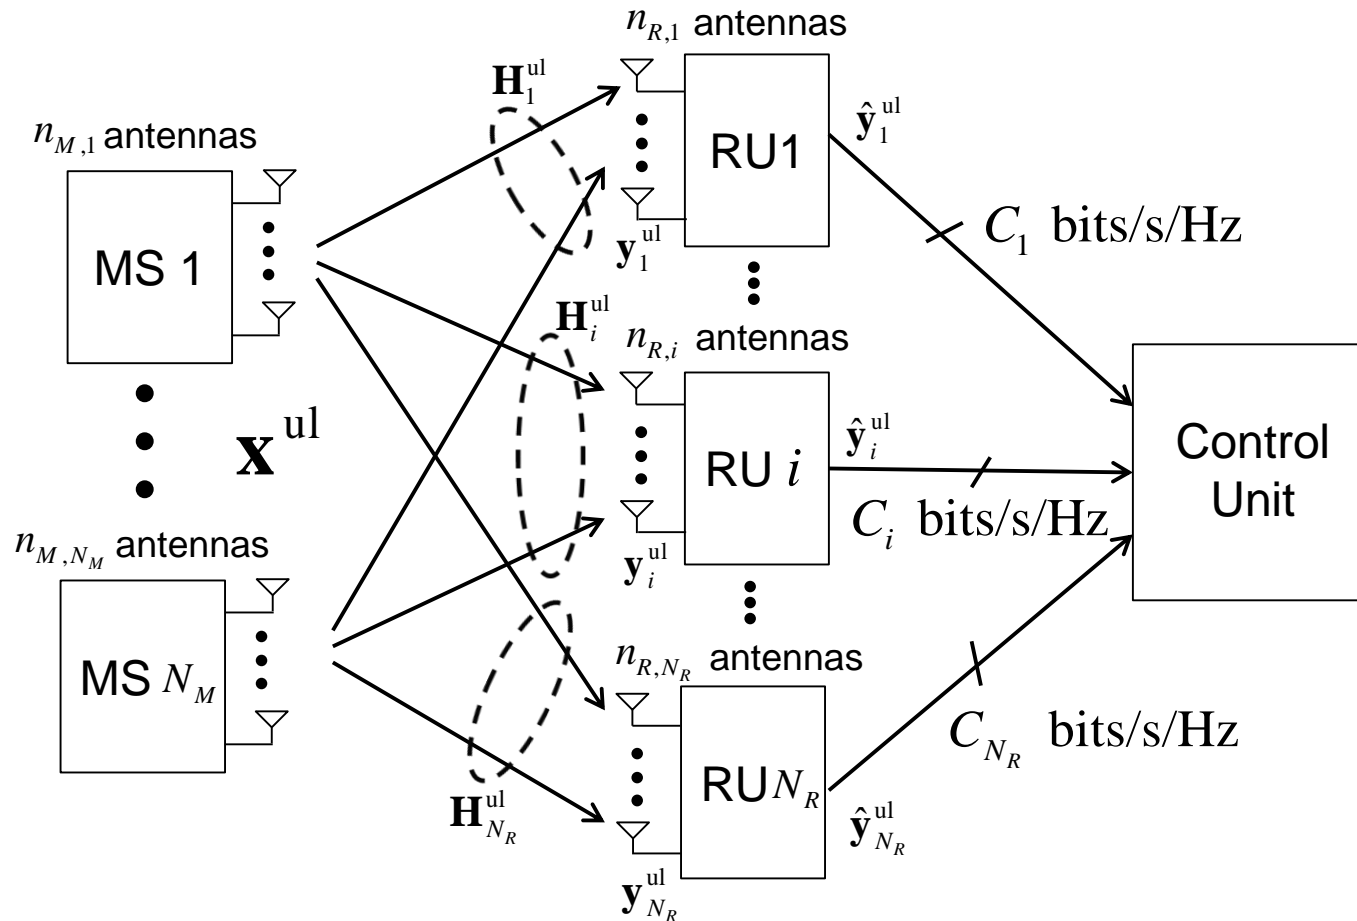 n_{R,1} antennas
H_1^{ul}
n_{M,1} antennas
MS 1
RU1
ŷ_1^{ul}
C_1 bits/s/Hz
y_1^{ul}
H_i^{ul}
n_{R,i} antennas
x^{ul}
RU i
ŷ_i^{ul}
C_i bits/s/Hz
Control
Unit
y_i^{ul}
n_{M,N_M} antennas
MS N_M
n_{R,N_R} antennas
C_{N_R} bits/s/Hz
RU N_R
H_{N_R}^{ul}
ŷ_{N_R}^{ul}
y_{N_R}^{ul}